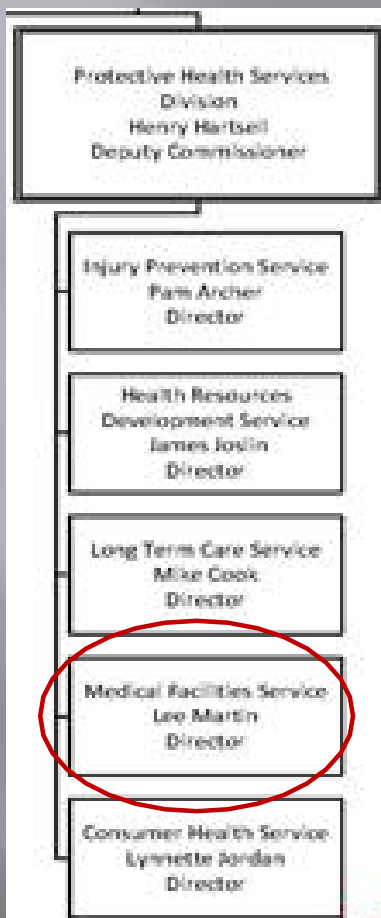 Protective Health Services
Division
Henry Hartsell
Deputy Commissioner
Injury Prevention Service
Pam Archer
Director
Health Resources
Development Service
James Joslin
Director
Long Term Care Service
Mike Cook
Director
Medical Facilities Service
Lee Martin
Director
Consumer Health Service
Lynnette Jordan
Director